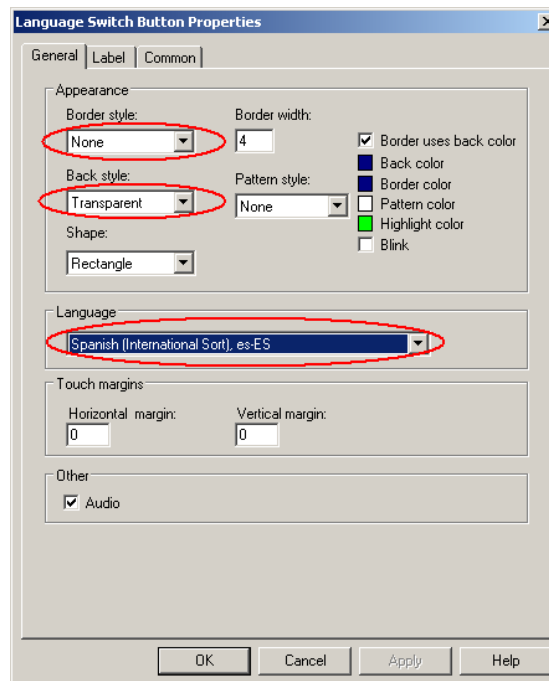 Language Switch Button Properties
General Label Common
Appearance
Border style: Border width:
None 4 Border uses back color
Back color
Back style: Pattern style: Border color
Transparent None Pattern color
Highlight color
Shape: Blink
Rectangle
Language
Spanish (International Sort), es-ES
Touch margins
Horizontal margin: Vertical margin:
0 0
Other
Audio
OK Cancel Apply Help